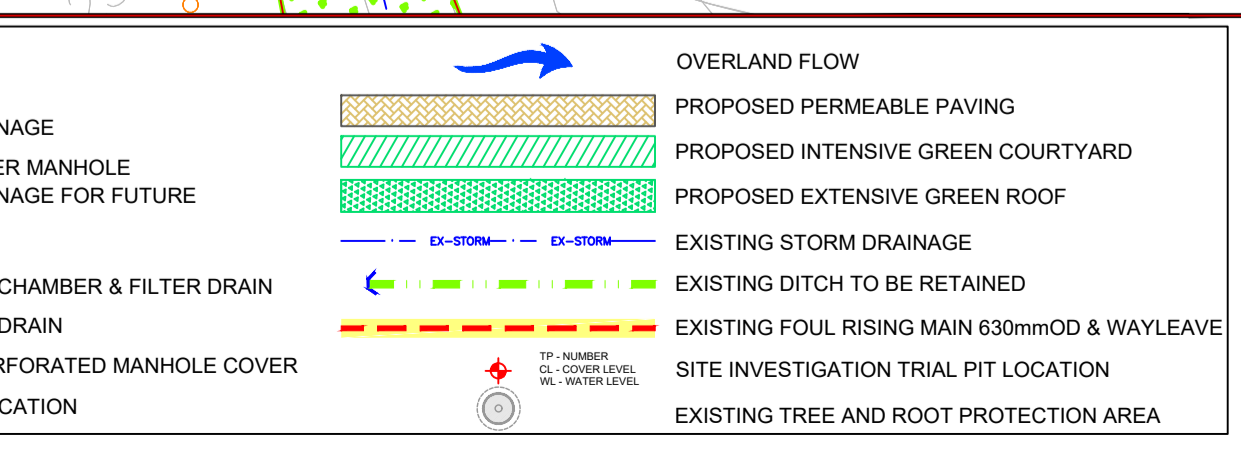 OVERLAND FLOW
PROPOSED PERMEABLE PAVING
NAGE
ER MANHOLE
PROPOSED INTENSIVE GREEN COURTYARD
NAGE FOR FUTURE
PROPOSED EXTENSIVE GREEN ROOF
EX-STORM EX-STORM
EXISTING STORM DRAINAGE
CHAMBER & FILTER DRAIN
EXISTING DITCH TO BE RETAINED
DRAIN
EXISTING FOUL RISING MAIN 630mmOD & WAYLEAVE
RFORATED MANHOLE COVER
TP - NUMBER
CL - COVER LEVEL
WL - WATER LEVEL
SITE INVESTIGATION TRIAL PIT LOCATION
CATION
EXISTING TREE AND ROOT PROTECTION AREA